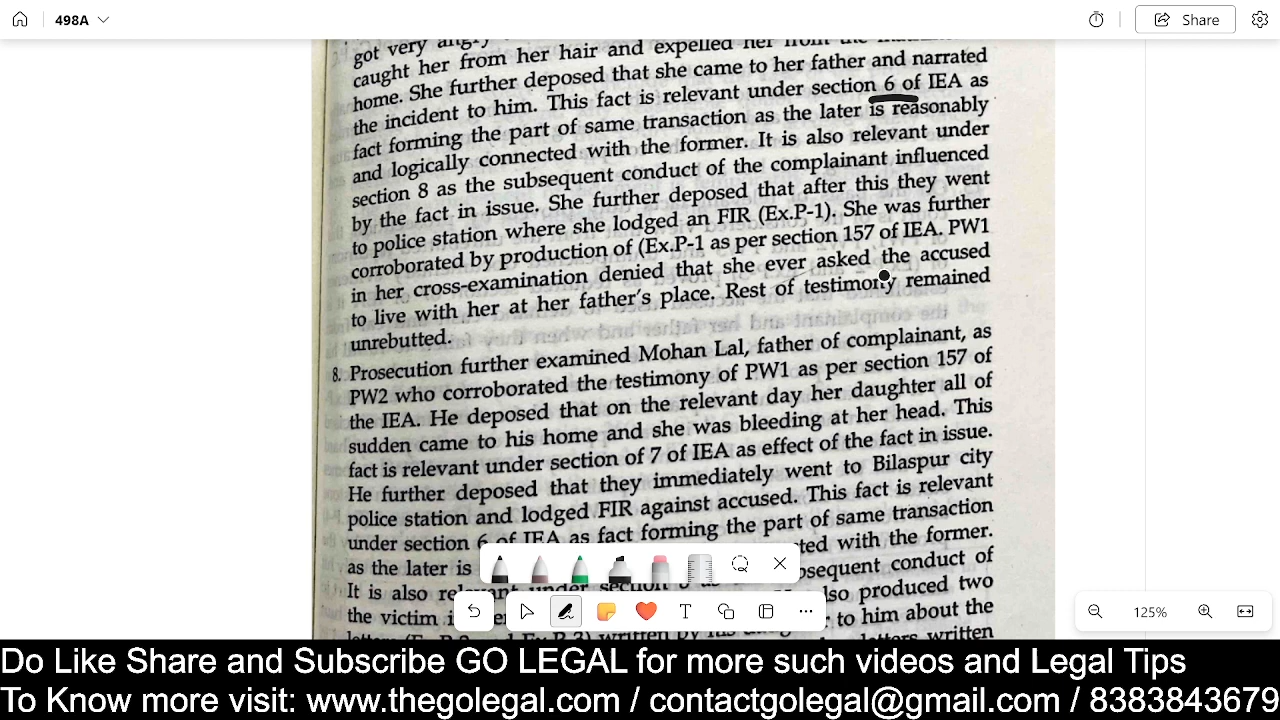 498A
Share
got very angry
caught her from her hair and expelled her from the
home. She further deposed that she came to her father and narrated
the incident to him. This fact is relevant under section 6 of IEA as
fact forming the part of same transaction as the later is reasonably
and logically connected with the former. It is also relevant under
section 8 as the subsequent conduct of the complainant influenced
by the fact in issue. She further deposed that after this they went
to police station where she lodged an FIR (Ex.P-1). She was further
corroborated by production of (Ex.P-1 as per section 157 of IEA. PW1
in her cross-examination denied that she ever asked the accused
to live with her at her father's place. Rest of testimony remained
unrebutted.
8. Prosecution further examined Mohan Lal, father of complainant, as
PW2 who corroborated the testimony of PW1 as per section 157 of
the IEA. He deposed that on the relevant day her daughter all of
sudden came to his home and she was bleeding at her head. This
fact is relevant under section of 7 of IEA as effect of the fact in issue.
He further deposed that they immediately went to Bilaspur city
police station and lodged FIR against accused. This fact is relevant
under section 6 of IEA as fact forming the part of same transaction
as the later is ted with the former.
It is also section bsequent conduct of
the victim lso produced two
written by to him about the
letters written
125%
Do Like Share and Subscribe GO LEGAL for more such videos and Legal Tips
To Know more visit: www.thegolegal.com / contactgolegal@gmail.com / 8383843679